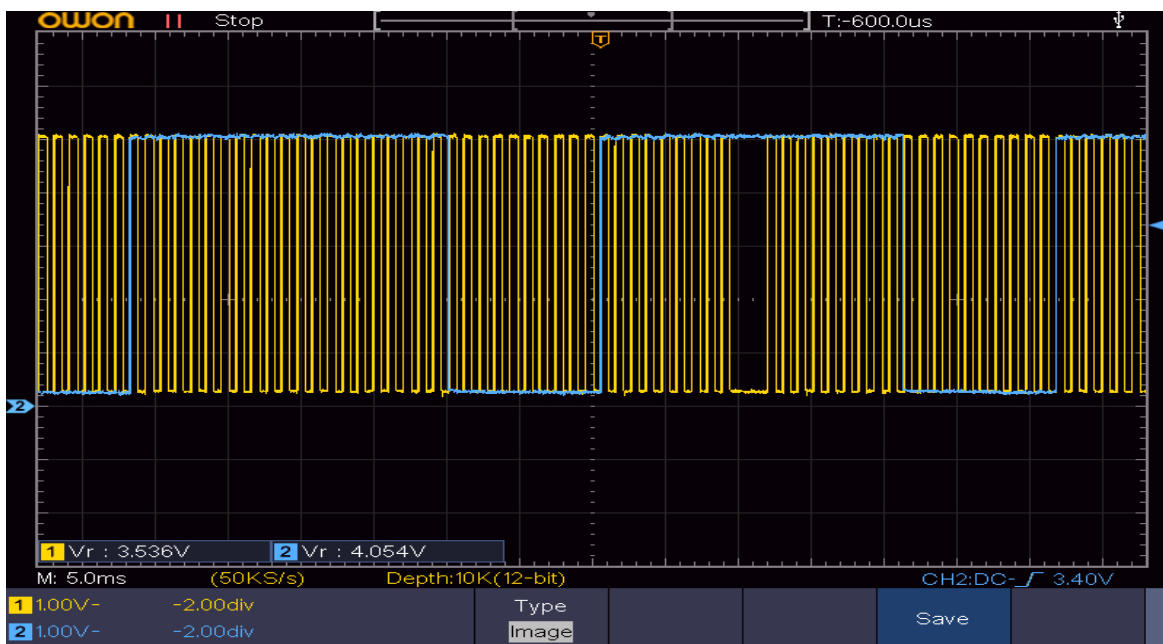 owon Stop T:-600.0us
T
2
1 Vr : 3.536V 2 Vr : 4.054V
M: 5.0ms (50KS/s) Depth:10K(12-bit) CH2:DC- 3.40V
1 1.00V- -2.00div Type Save
2 1.00V- -2.00div Image